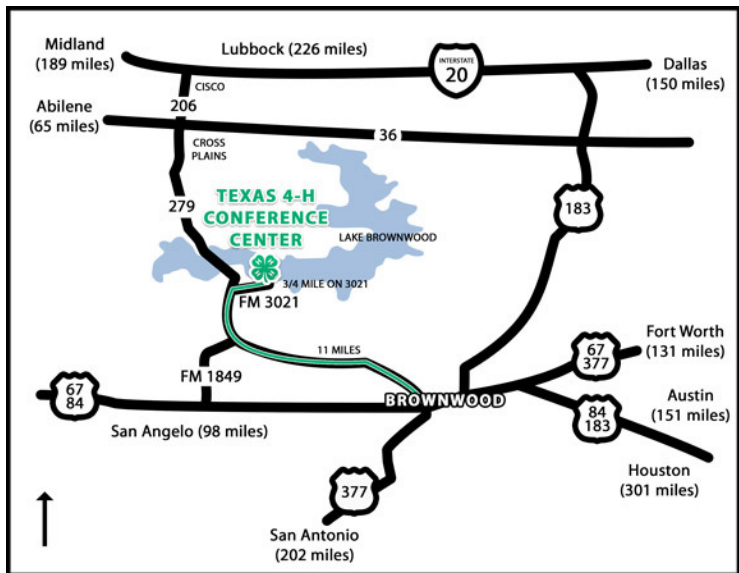 Midland
(189 miles)
Lubbock (226 miles)
INTERSTATE
20
Dallas
(150 miles)
CISCO
206
Abilene
(65 miles)
36
CROSS
PLAINS
279
TEXAS 4-H
CONFERENCE
CENTER
183
LAKE BROWNWOOD
3/4 MILE ON 3021
FM 3021
11 MILES
Fort Worth
(131 miles)
67
377
FM 1849
67
84
BROWNWOOD
Austin
(151 miles)
84
183
San Angelo (98 miles)
Houston
(301 miles)
377
San Antonio
(202 miles)